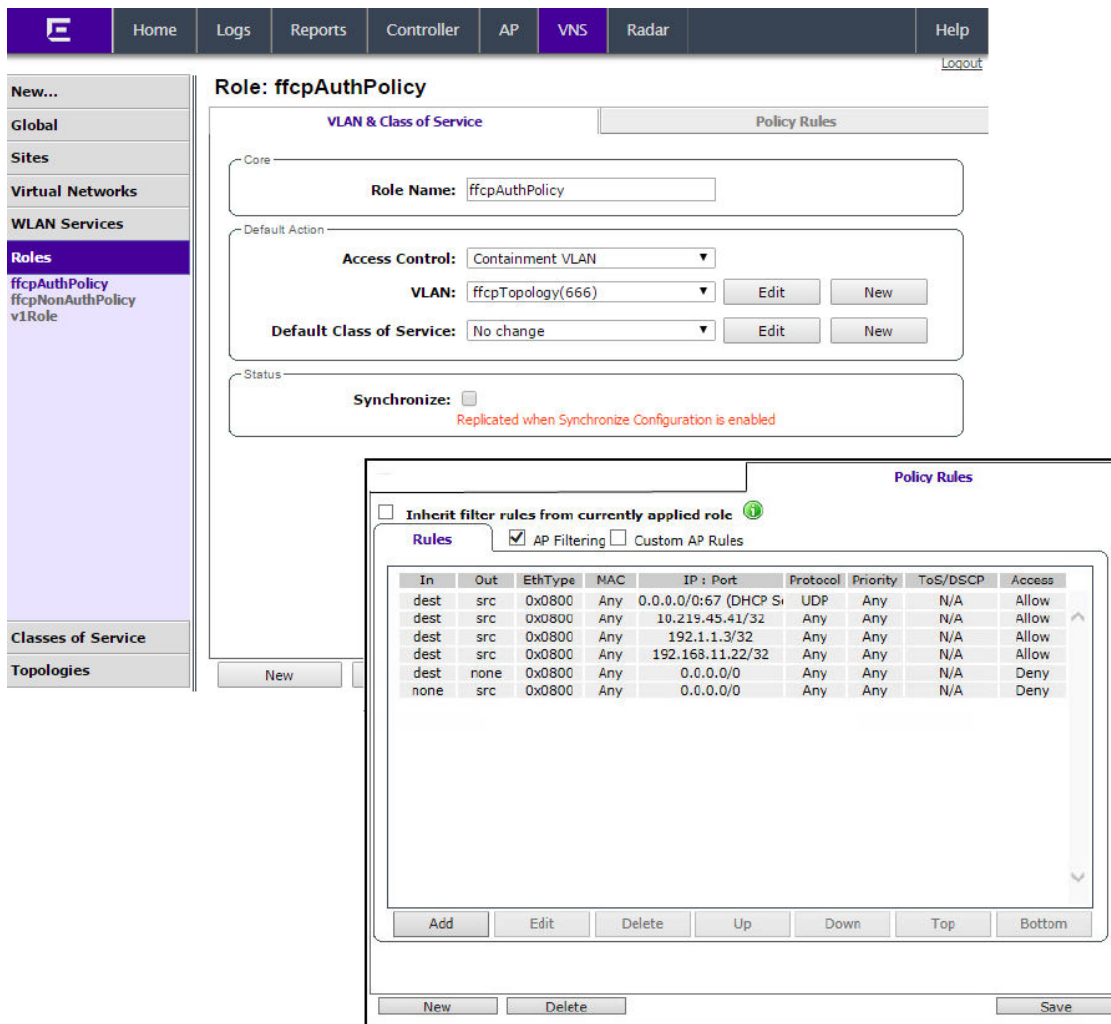 Home Logs Reports Controller AP VNS Radar Help
Logout
New...
Global
Sites
Virtual Networks
WLAN Services
Roles
ffcpAuthPolicy
ffcpNonAuthPolicy
v1Role
Classes of Service
Topologies
Role: ffcpAuthPolicy
VLAN & Class of Service Policy Rules
Core
Role Name: ffcpAuthPolicy
Default Action
Access Control: Containment VLAN
VLAN: ffcpTopology(666) Edit New
Default Class of Service: No change Edit New
Status
Synchronize:
Replicated when Synchronize Configuration is enabled
New
Policy Rules
Inherit filter rules from currently applied role
Rules AP Filtering Custom AP Rules
In Out EthType MAC IP : Port Protocol Priority ToS/DSCP Access
dest src 0x0800 Any 0.0.0.0/0:67 (DHCP S UDP Any N/A Allow
dest src 0x0800 Any 10.219.45.41/32 Any Any N/A Allow
dest src 0x0800 Any 192.1.1.3/32 Any Any N/A Allow
dest src 0x0800 Any 192.168.11.22/32 Any Any N/A Allow
dest none 0x0800 Any 0.0.0.0/0 Any Any N/A Deny
none src 0x0800 Any 0.0.0.0/0 Any Any N/A Deny
Add Edit Delete Up Down Top Bottom
New Delete Save